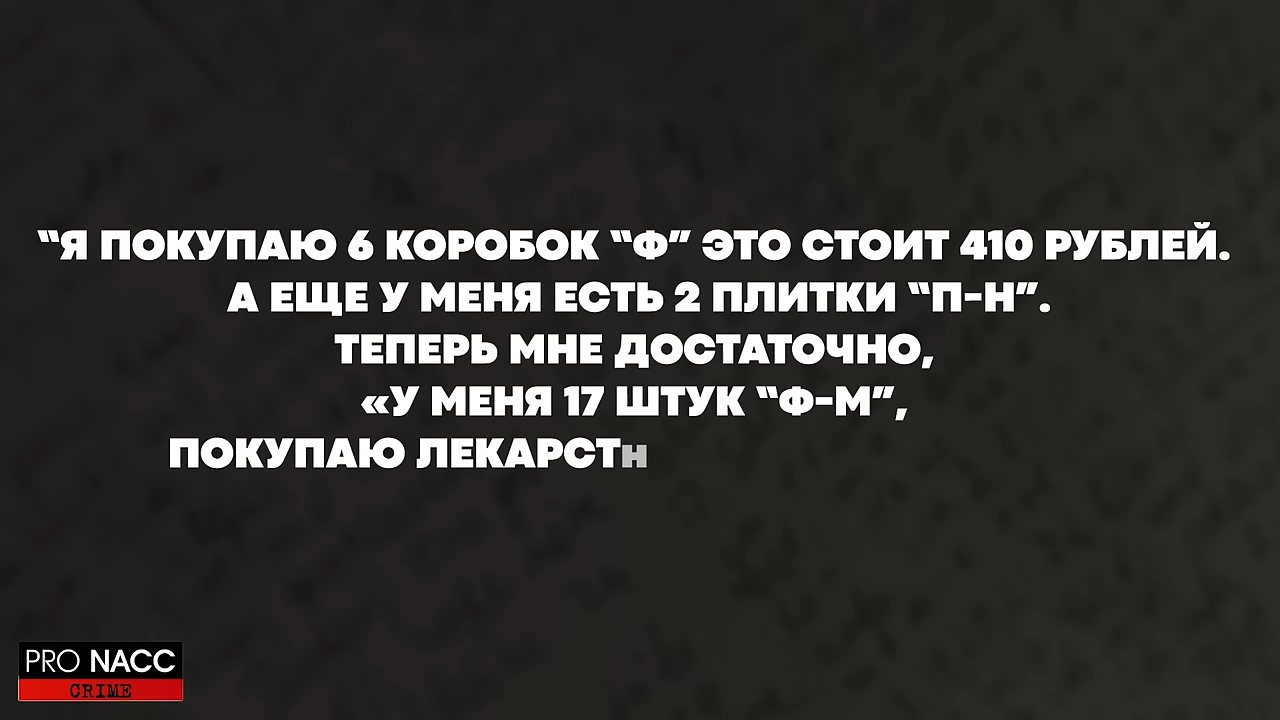 “Я ПОКУПАЮ 6 КОРОБОК “Ф” ЭТО СТОИТ 410 РУБЛЕЙ.
А ЕЩЕ У МЕНЯ ЕСТЬ 2 ПЛИТКИ “П-Н”.
ТЕПЕРЬ МНЕ ДОСТАТОЧНО,
«У МЕНЯ 17 ШТУК “Ф-М”,
ПОКУПАЮ ЛЕКАРСТН
PRO NACC
CRIME